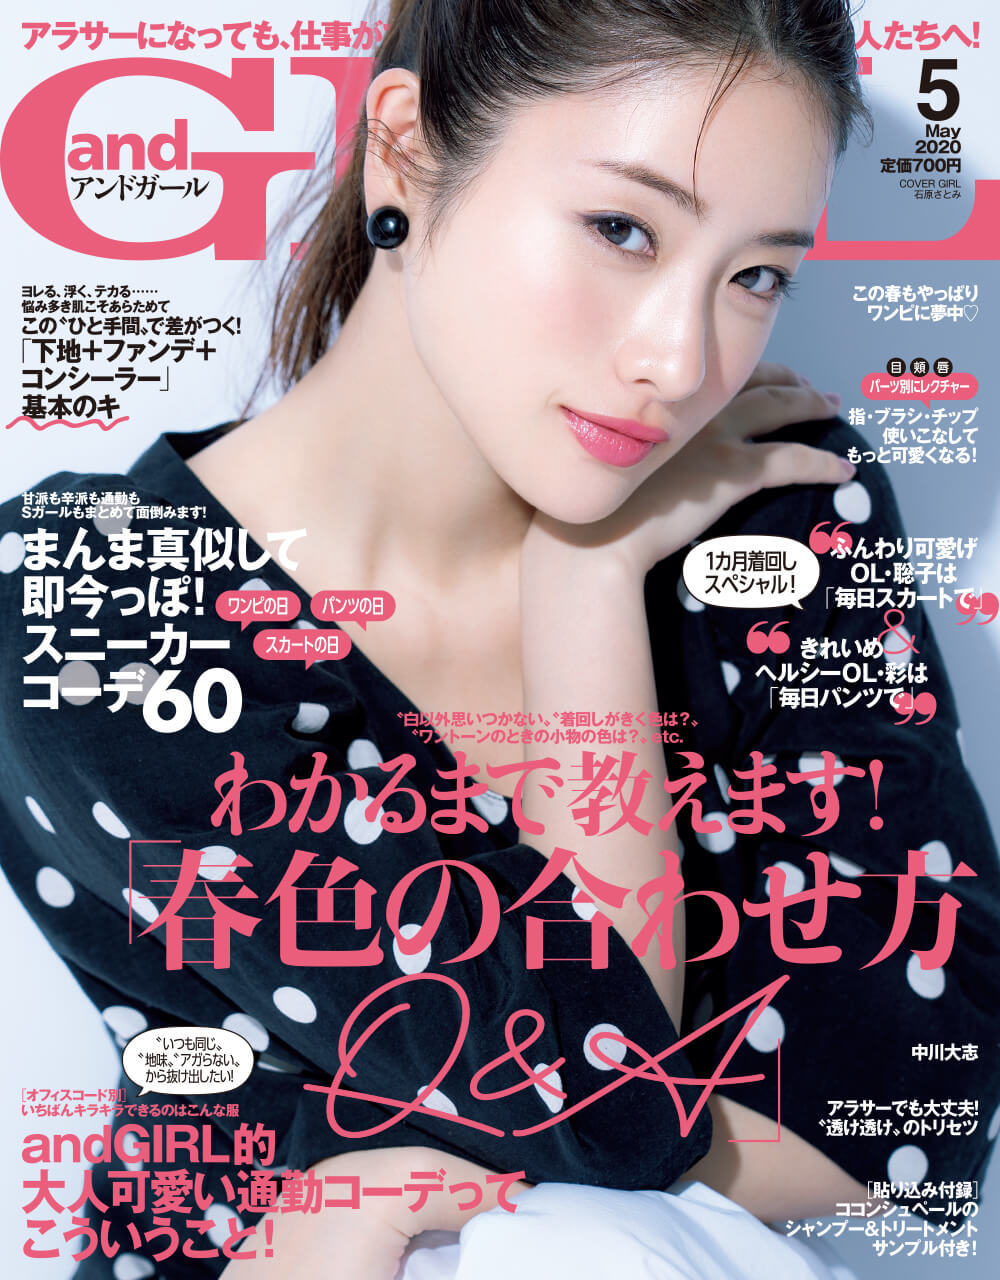 アラサーになっても、仕事が
人たちへ!
and
GIRL
アンドガール
5
May
2020
定価700円
COVER GIRL
石原さとみ
ヨレる、浮く、テカる……
悩み多き肌こそあらためて
この〝ひと手間〟で差がつく!
「下地＋ファンデ＋
コンシーラー」
基本のキ
この春もやっぱり
ワンピに夢中♡
目 頬 唇
パーツ別にレクチャー
指・ブラシ・チップ
使いこなして
もっと可愛くなる!
甘派も辛派も通勤も
Sガールもまとめて面倒みます!
まんま真似して
即今っぽ!
ワンピの日
パンツの日
スカートの日
スニーカー
コーデ60
1カ月着回し
スペシャル!
❝ふんわり可愛げ
OL・聡子は
「毎日スカートで」❞
&
❝きれいめ
ヘルシーOL・彩は
「毎日パンツで」❞
〝白以外思いつかない〟〝着回しがきく色は?〟
〝ワントーンのときの小物の色は?〟etc.
わかるまで教えます!
「春色の合わせ方
Q&A」
中川大志
アラサーでも大丈夫!
〝透け透け〟のトリセツ
〝いつも同じ〟
〝地味〟〝アガらない〟
から抜け出したい!
[オフィスコード別]
いちばんキラキラできるのはこんな服
andGIRL的
大人可愛い通勤コーデって
こういうこと!
[貼り込み付録]
ココンシュペールの
シャンプー&トリートメント
サンプル付き!